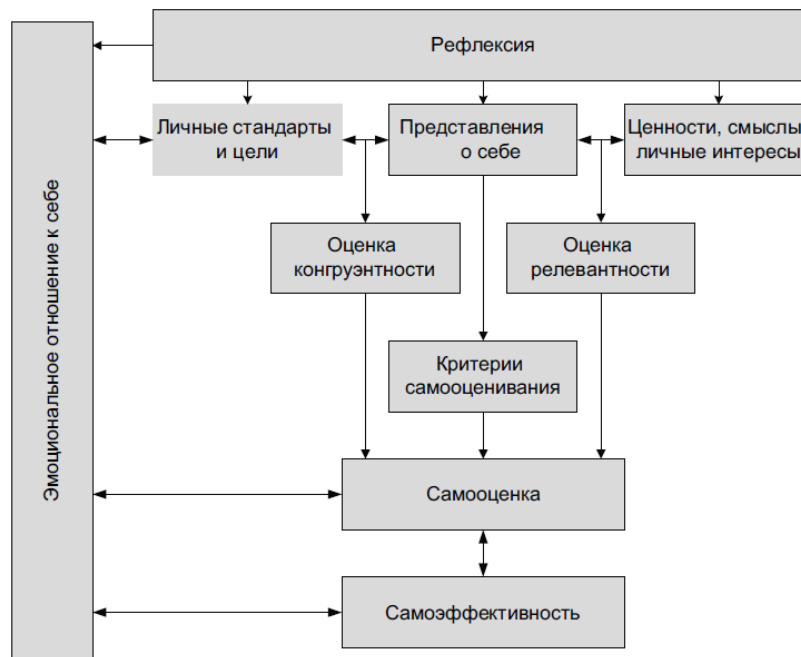 Рефлексия
Личные стандарты
и цели
Представления
о себе
Ценности, смыслы
личные интересы
Эмоциональное отношение к себе
Оценка
конгруэнтности
Оценка
релевантности
Критерии
самооценивания
Самооценка
Самоэффективность